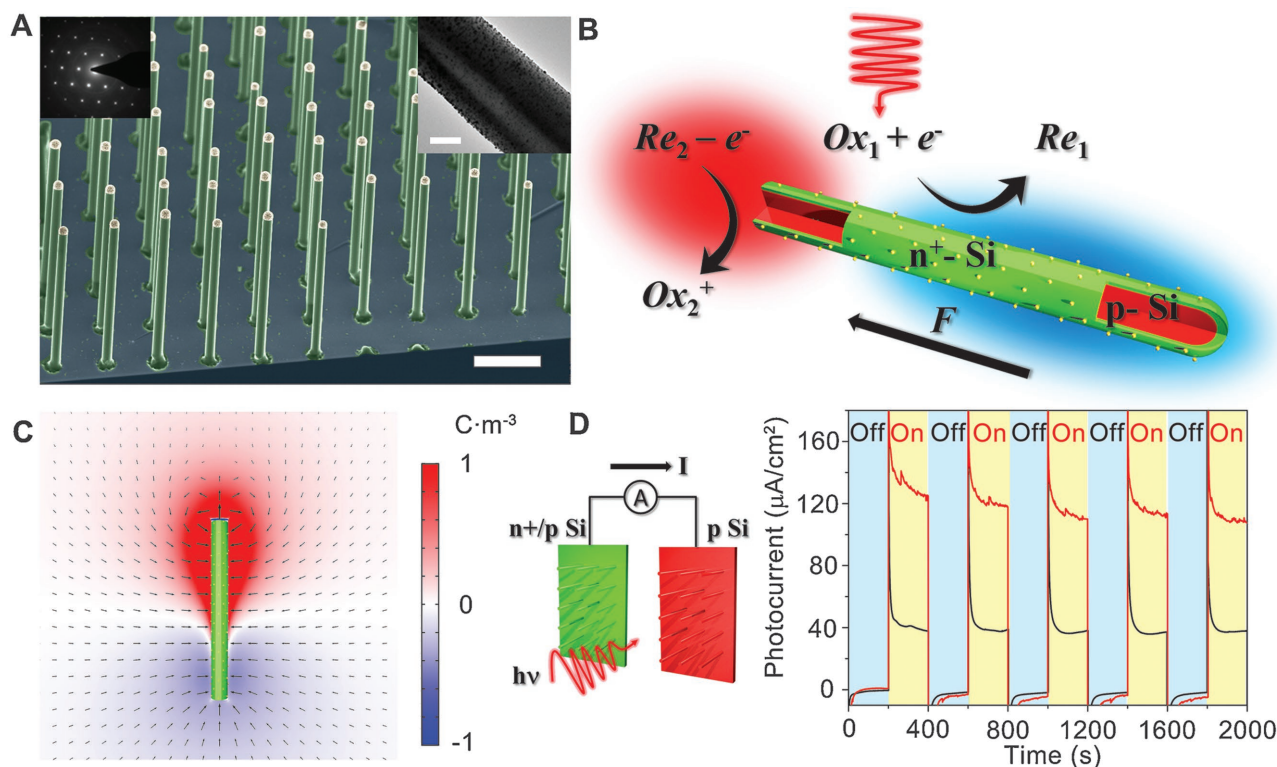 A
B
Re₂ – e⁻
Ox₁ + e⁻
Re₁
Ox₂⁺
n⁺- Si
p- Si
F
C
C·m⁻³
1
0
-1
D
I
A
n+/p Si
p Si
hν
Off On Off On Off On Off On Off On
Photocurrent (μA/cm²)
160
120
80
40
0
0 400 800 1200 1600 2000
Time (s)